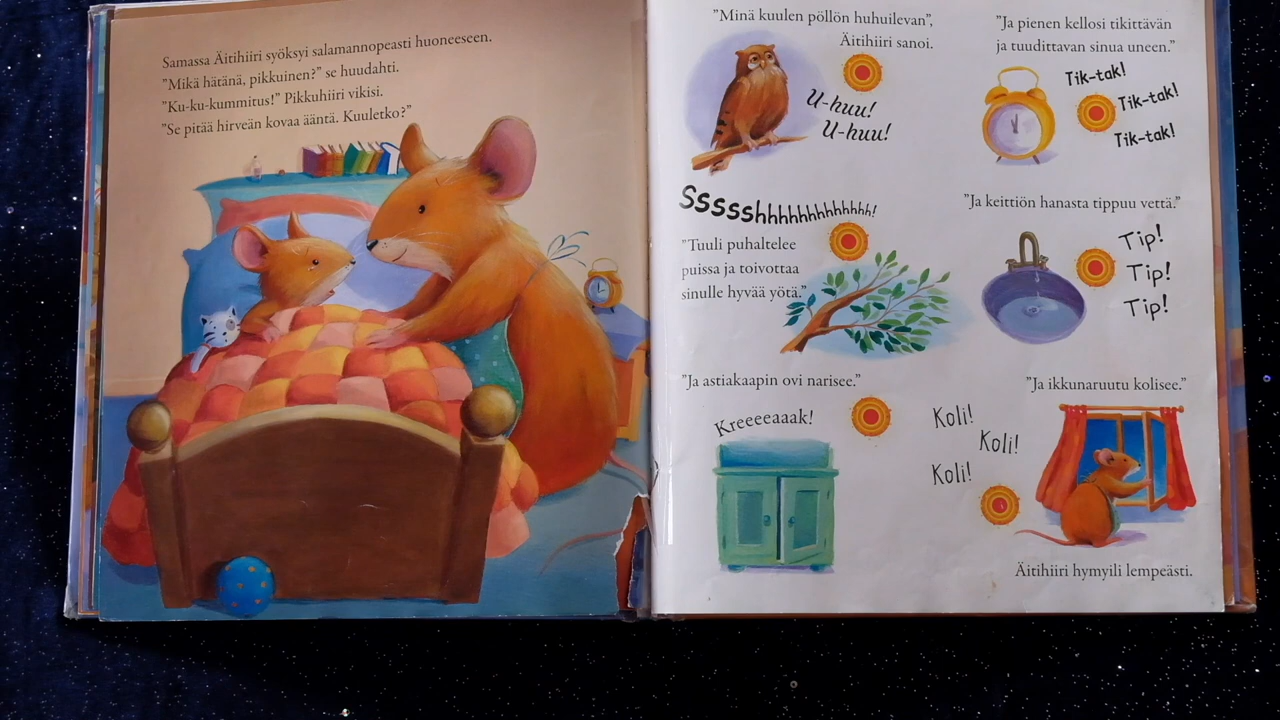 Samassa Äitihiiri syöksyi salamannopeasti huoneeseen.
"Mikä hätänä, pikkuinen?" se huudahti.
"Ku-ku-kummitus!" Pikkuhiiri vikisi.
"Se pitää hirveän kovaa ääntä. Kuuletko?"
"Minä kuulen pöllön huhuilevan",
Äitihiiri sanoi.
U-huu!
U-huu!
"Ja pienen kellosi tikittävän
ja tuudittavan sinua uneen."
Tik-tak!
Tik-tak!
Tik-tak!
Ssssshhhhhhhhhhhhh!
"Tuuli puhaltelee
puissa ja toivottaa
sinulle hyvää yötä."
"Ja keittiön hanasta tippuu vettä."
Tip!
Tip!
Tip!
"Ja astiakaapin ovi narisee."
Kreeeeaaak!
"Ja ikkunaruutu kolisee."
Koli!
Koli!
Koli!
Äitihiiri hymyili lempeästi.